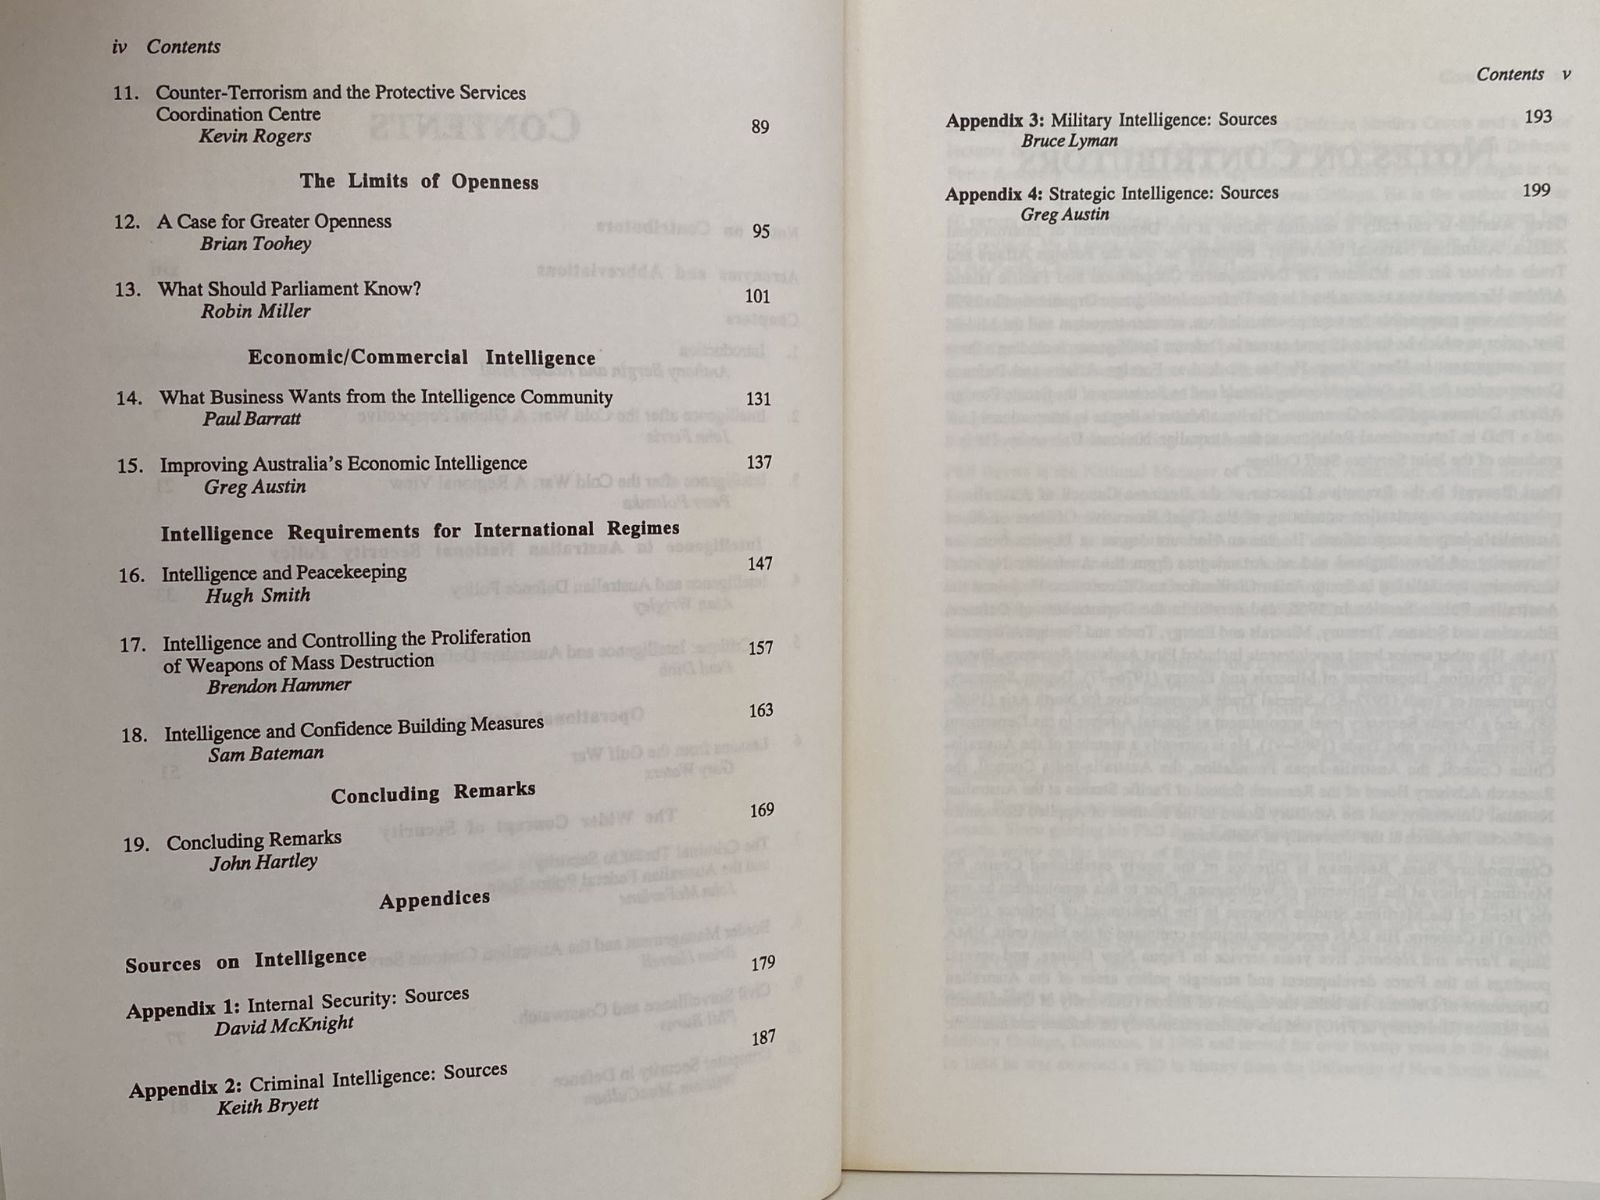 iv Contents
11. Counter-Terrorism and the Protective Services
Coordination Centre
Kevin Rogers 89
The Limits of Openness
12. A Case for Greater Openness
Brian Toohey 95
13. What Should Parliament Know?
Robin Miller 101
Economic/Commercial Intelligence
14. What Business Wants from the Intelligence Community 131
Paul Barratt
15. Improving Australia's Economic Intelligence 137
Greg Austin
Intelligence Requirements for International Regimes
16. Intelligence and Peacekeeping 147
Hugh Smith
17. Intelligence and Controlling the Proliferation
of Weapons of Mass Destruction 157
Brendon Hammer
18. Intelligence and Confidence Building Measures 163
Sam Bateman
Concluding Remarks
19. Concluding Remarks 169
John Hartley
Appendices
Sources on Intelligence
Appendix 1: Internal Security: Sources 179
David McKnight
Appendix 2: Criminal Intelligence: Sources 187
Keith Bryett
Contents v
Appendix 3: Military Intelligence: Sources 193
Bruce Lyman
Appendix 4: Strategic Intelligence: Sources 199
Greg Austin